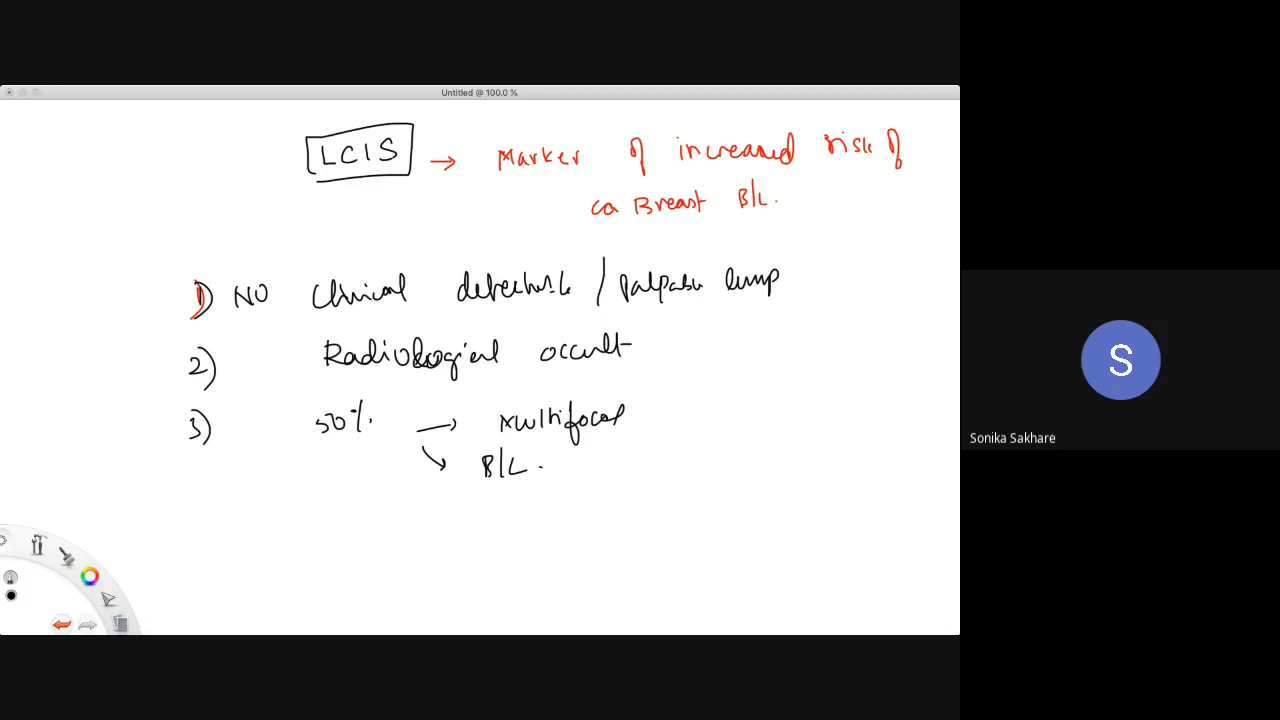 Untitled @ 100.0 %
LCIS → Marker of increased risk of
ca Breast B/L.
1) NO Clinical detectable / palpable lump
2) Radiological occult
3) 50% → Multifocal
↘ B/L.
S
Sonika Sakhare